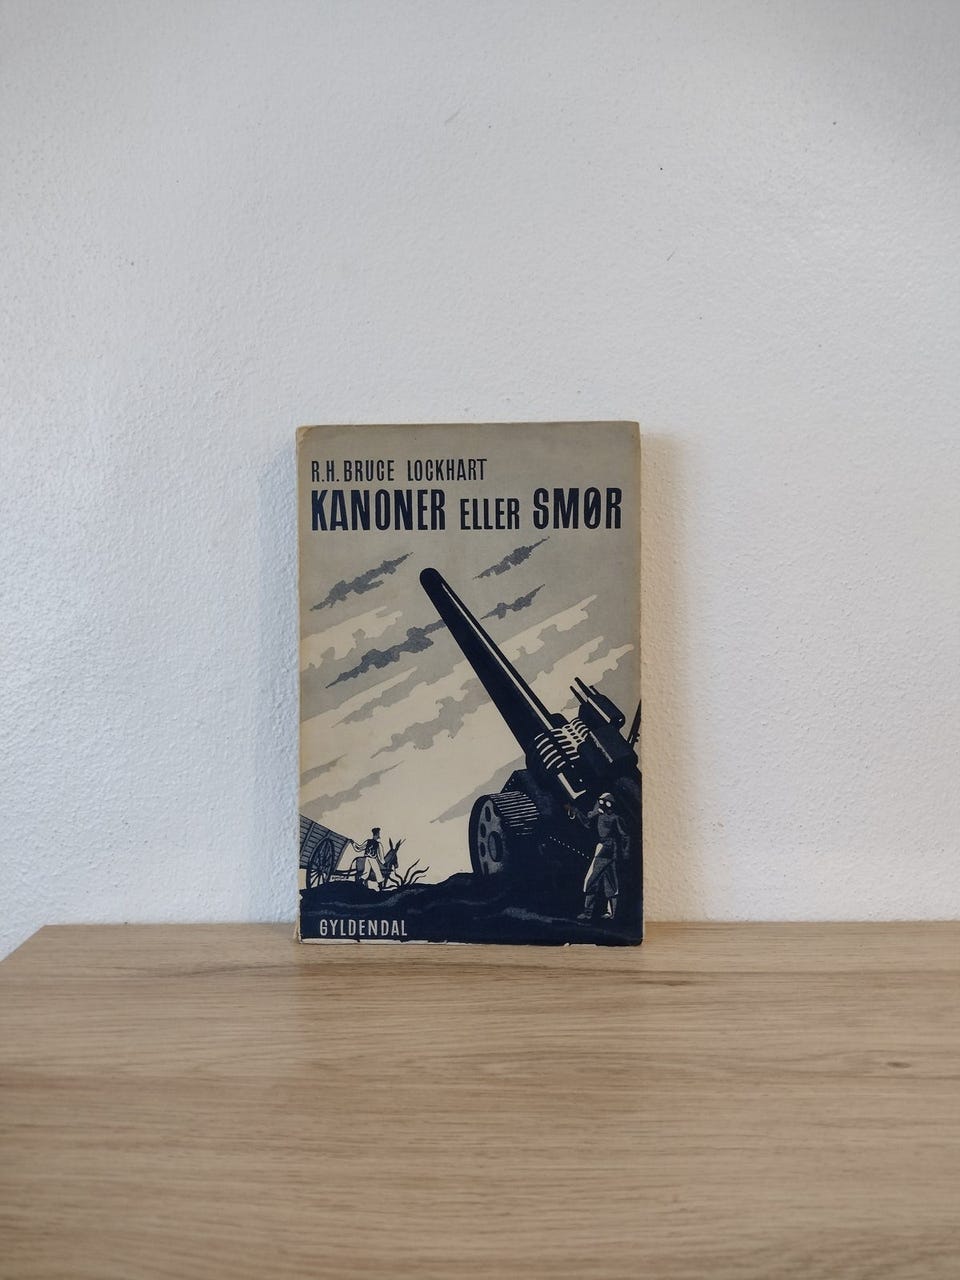 R.H. BRUCE LOCKHART
KANONER ELLER SMØR
GYLDENDAL